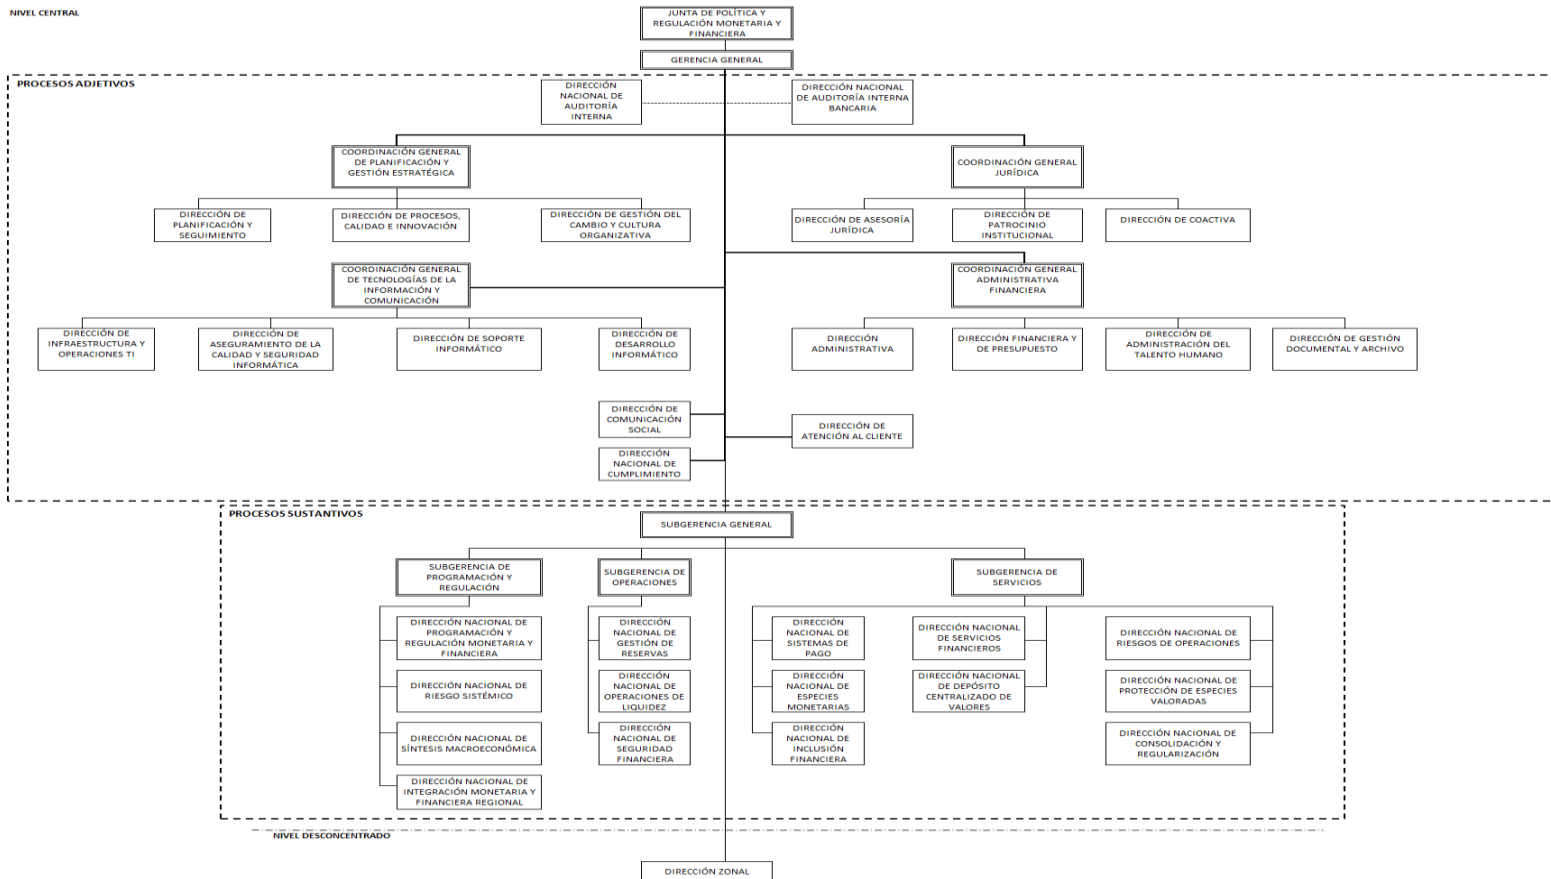 NIVEL CENTRAL
JUNTA DE POLÍTICA Y
REGULACIÓN MONETARIA Y
FINANCIERA
GERENCIA GENERAL
PROCESOS ADJETIVOS
DIRECCIÓN
NACIONAL DE
AUDITORÍA
INTERNA
DIRECCIÓN NACIONAL
DE AUDITORÍA INTERNA
BANCARIA
COORDINACIÓN GENERAL
DE PLANIFICACIÓN Y
GESTIÓN ESTRATÉGICA
COORDINACIÓN GENERAL
JURÍDICA
DIRECCIÓN DE
PLANIFICACIÓN Y
SEGUIMIENTO
DIRECCIÓN DE PROCESOS,
CALIDAD E INNOVACIÓN
DIRECCIÓN DE GESTIÓN DEL
CAMBIO Y CULTURA
ORGANIZATIVA
DIRECCIÓN DE ASESORÍA
JURÍDICA
DIRECCIÓN DE
PATROCINIO
INSTITUCIONAL
DIRECCIÓN DE COACTIVA
COORDINACIÓN GENERAL
DE TECNOLOGÍAS DE LA
INFORMACIÓN Y
COMUNICACIÓN
COORDINACIÓN GENERAL
ADMINISTRATIVA
FINANCIERA
DIRECCIÓN DE
INFRAESTRUCTURA Y
OPERACIONES TI
DIRECCIÓN DE
ASEGURAMIENTO DE LA
CALIDAD Y SEGURIDAD
INFORMÁTICA
DIRECCIÓN DE SOPORTE
INFORMÁTICO
DIRECCIÓN DE
DESARROLLO
INFORMÁTICO
DIRECCIÓN
ADMINISTRATIVA
DIRECCIÓN FINANCIERA Y
DE PRESUPUESTO
DIRECCIÓN DE
ADMINISTRACIÓN DEL
TALENTO HUMANO
DIRECCIÓN DE GESTIÓN
DOCUMENTAL Y ARCHIVO
DIRECCIÓN DE
COMUNICACIÓN
SOCIAL
DIRECCIÓN DE
ATENCIÓN AL CLIENTE
DIRECCIÓN
NACIONAL DE
CUMPLIMIENTO
PROCESOS SUSTANTIVOS
SUBGERENCIA GENERAL
SUBGERENCIA DE
PROGRAMACIÓN Y
REGULACIÓN
SUBGERENCIA DE
OPERACIONES
SUBGERENCIA DE
SERVICIOS
DIRECCIÓN NACIONAL DE
PROGRAMACIÓN Y
REGULACIÓN MONETARIA Y
FINANCIERA
DIRECCIÓN
NACIONAL DE
GESTIÓN DE
RESERVAS
DIRECCIÓN
NACIONAL DE
SISTEMAS DE
PAGO
DIRECCIÓN NACIONAL
DE SERVICIOS
FINANCIEROS
DIRECCIÓN NACIONAL DE
RIESGOS DE OPERACIONES
DIRECCIÓN NACIONAL DE
RIESGO SISTÉMICO
DIRECCIÓN
NACIONAL DE
OPERACIONES DE
LIQUIDEZ
DIRECCIÓN
NACIONAL DE
ESPECIES
MONETARIAS
DIRECCIÓN NACIONAL
DE DEPÓSITO
CENTRALIZADO DE
VALORES
DIRECCIÓN NACIONAL DE
PROTECCIÓN DE ESPECIES
VALORADAS
DIRECCIÓN NACIONAL DE
SÍNTESIS MACROECONÓMICA
DIRECCIÓN
NACIONAL DE
SEGURIDAD
FINANCIERA
DIRECCIÓN
NACIONAL DE
INCLUSIÓN
FINANCIERA
DIRECCIÓN NACIONAL DE
CONSOLIDACIÓN Y
REGULARIZACIÓN
DIRECCIÓN NACIONAL DE
INTEGRACIÓN MONETARIA Y
FINANCIERA REGIONAL
NIVEL DESCONCENTRADO
DIRECCIÓN ZONAL